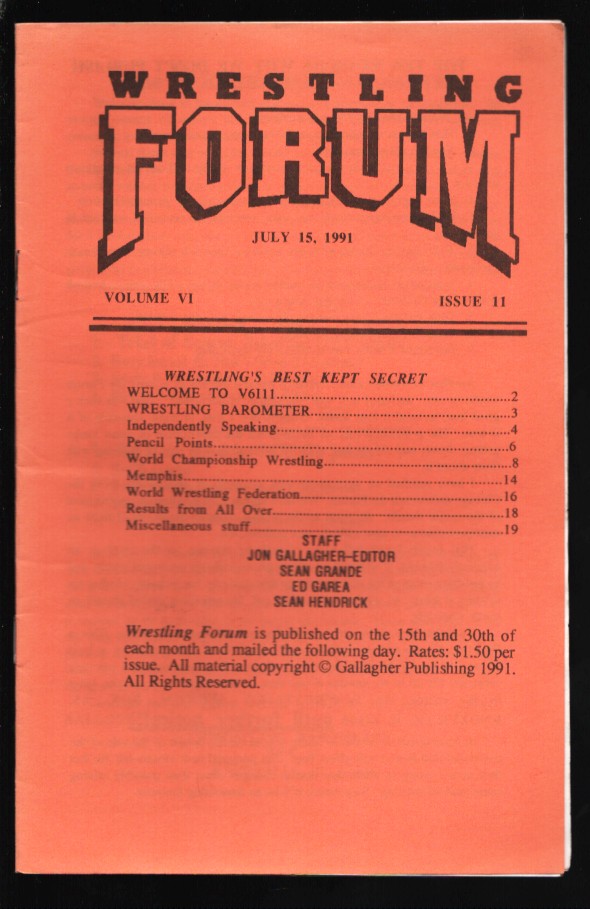 WRESTLING
FORUM
JULY 15, 1991
VOLUME VI ISSUE 11
WRESTLING'S BEST KEPT SECRET
WELCOME TO V6I11..........2
WRESTLING BAROMETER..........3
Independently Speaking..........4
Pencil Points..........6
World Championship Wrestling..........8
Memphis..........14
World Wrestling Federation..........16
Results from All Over..........18
Miscellaneous stuff..........19
STAFF
JON GALLAGHER–EDITOR
SEAN GRANDE
ED GAREA
SEAN HENDRICK
Wrestling Forum is published on the 15th and 30th of
each month and mailed the following day. Rates: $1.50 per
issue. All material copyright © Gallagher Publishing 1991.
All Rights Reserved.